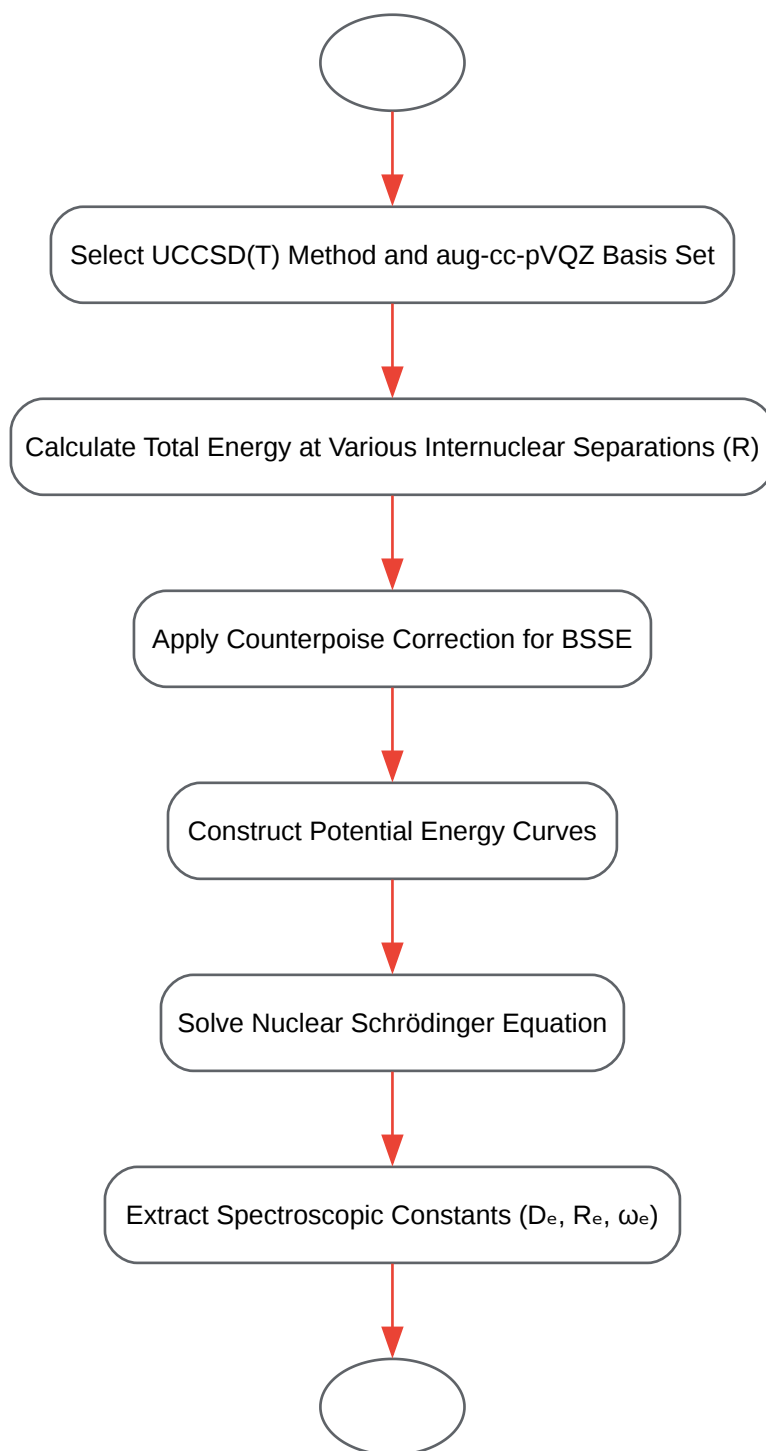 Select UCCSD(T) Method and aug-cc-pVQZ Basis Set
Calculate Total Energy at Various Internuclear Separations (R)
Apply Counterpoise Correction for BSSE
Construct Potential Energy Curves
Solve Nuclear Schrödinger Equation
Extract Spectroscopic Constants (Dₑ, Rₑ, ωₑ)